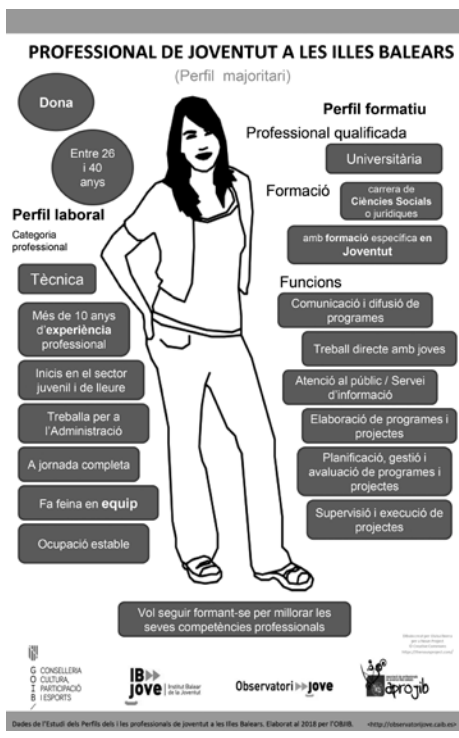 PROFESSIONAL DE JOVENTUT A LES ILLES BALEARS
(Perfil majoritari)
Dona
Entre 26
i 40
anys
Perfil laboral
Categoria
professional
Tècnica
Més de 10 anys
d'experiència
professional
Inicis en el sector
juvenil i de lleure
Treballa per a
l'Administració
A jornada completa
Fa feina en equip
Ocupació estable
Perfil formatiu
Professional qualificada
Universitària
Formació
carrera de
Ciències Socials
o jurídiques
amb formació específica en
Joventut
Funcions
Comunicació i difusió de
programes
Treball directe amb joves
Atenció al públic / Servei
d'informació
Elaboració de programes i
projectes
Planificació, gestió i
avaluació de programes i
projectes
Supervisió i execució de
projectes
Vol seguir formant-se per millorar les
seves competències professionals
G CONSELLERIA
O CULTURA,
I PARTICIPACIÓ
B I ESPORTS
IB
jove
Institut Balear
de la Joventut
Observatori jove
aprojib
Dades de l'Estudi dels Perfils dels i les professionals de joventut a les Illes Balears. Elaborat al 2018 per l'OBJIB.
<http://observatorijove.caib.es>